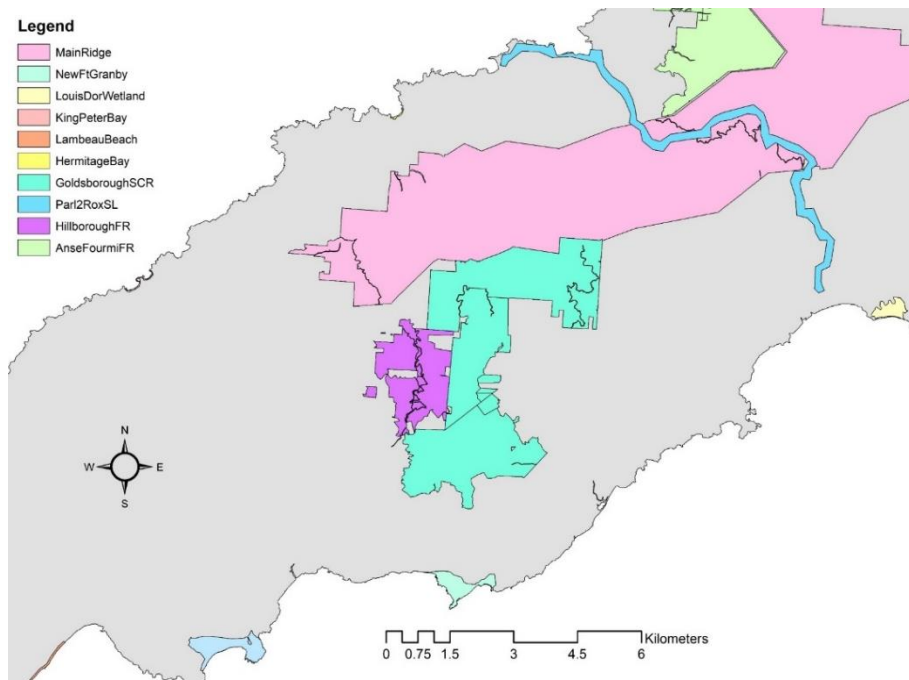 Legend
MainRidge
NewFtGranby
LouisDorWetland
KingPeterBay
LambeauBeach
HermitageBay
GoldsboroughSCR
Parl2RoxSL
HillboroughFR
AnseFourmiFR
N
W E
S
Kilometers
0 0.75 1.5 3 4.5 6